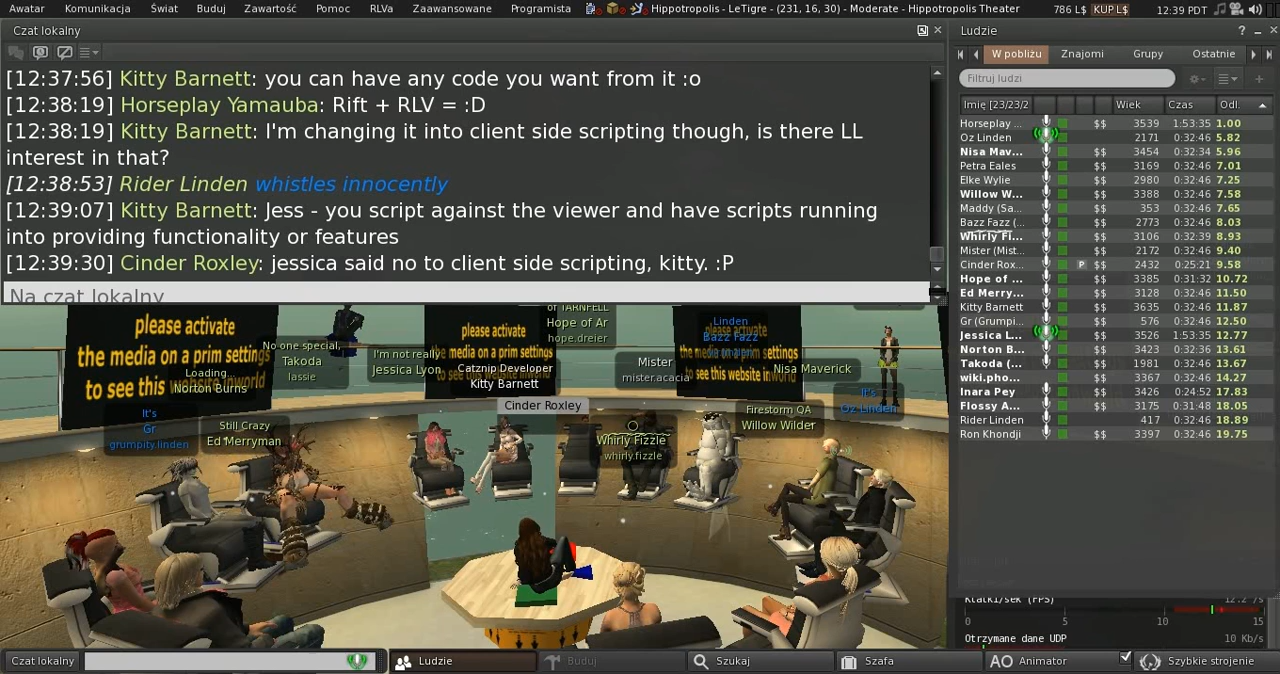 Awatar Komunikacja Świat Buduj Zawartość Pomoc RLVa Zaawansowane Programista Hippotropolis - LeTigre - (231, 16, 30) - Moderate - Hippotropolis Theater 786 L$ KUP L$ 12:39 PDT
Czat lokalny
[12:37:56] Kitty Barnett: you can have any code you want from it :o
[12:38:19] Horseplay Yamauba: Rift + RLV = :D
[12:38:19] Kitty Barnett: I'm changing it into client side scripting though, is there LL
interest in that?
[12:38:53] Rider Linden whistles innocently
[12:39:07] Kitty Barnett: Jess - you script against the viewer and have scripts running
into providing functionality or features
[12:39:30] Cinder Roxley: jessica said no to client side scripting, kitty. :P
Na czat lokalny
Ludzie
W pobliżu Znajomi Grupy Ostatnie
Filtruj ludzi
Imię [23/23/2 Wiek Czas Odl.
Horseplay ... $$ 3539 1:53:35 1.00
Oz Linden 2171 0:32:46 5.82
Nisa Mav... $$ 3454 0:32:34 5.96
Petra Eales $$ 3169 0:32:46 7.01
Elke Wylie $$ 2980 0:32:46 7.25
Willow W... $$ 3388 0:32:46 7.58
Maddy (Sa... $$ 353 0:32:46 7.65
Bazz Fazz (... $$ 2773 0:32:46 8.03
Whirly Fi... $$ 3106 0:32:39 8.93
Mister (Mist... $$ 2172 0:32:46 9.40
Cinder Rox... P $$ 2432 0:25:21 9.58
Hope of ... $$ 3385 0:31:32 10.72
Ed Merry... $$ 3128 0:32:46 11.50
Kitty Barnett $$ 3635 0:32:46 11.87
Gr (Grumpi... $$ 576 0:32:46 12.50
Jessica L... $$ 3526 1:53:35 12.77
Norton B... $$ 3423 0:32:36 13.61
Takoda (... $$ 1981 0:32:46 13.67
wiki.pho... $$ 3367 0:32:46 14.27
Inara Pey $$ 3426 0:24:52 17.83
Flossy A... $$ 3175 0:31:48 18.05
Rider Linden 417 0:32:46 18.89
Ron Khondji $$ 3397 0:32:46 19.75
please activate
the media on a prim settings
to see this website inworld
No one special,
Takoda
lassie
Loading...
Norton Burns
I'm not really
Jessica Lyon
please activate
the media on a prim settings
to see this website inworld
Catznip Developer
Kitty Barnett
Cinder Roxley
of TARNFELL
Hope of Ar
hope.dreier
Mister
mister.acacia
Linden
Bazz Fazz
please activate
the media on a prim settings
to see this website inworld
Nisa Maverick
It's
Oz Linden
It's
Gr
grumpity.linden
Still Crazy
Ed Merryman
Whirly Fizzle
whirly.fizzle
Firestorm QA
Willow Wilder
Klatki/sek (FPS) 12.2 /s
0 5 10 15
Otrzymane dane UDP 10 Kb/s
Czat lokalny Ludzie Buduj Szukaj Szafa AO Animator Szybkie strojenie